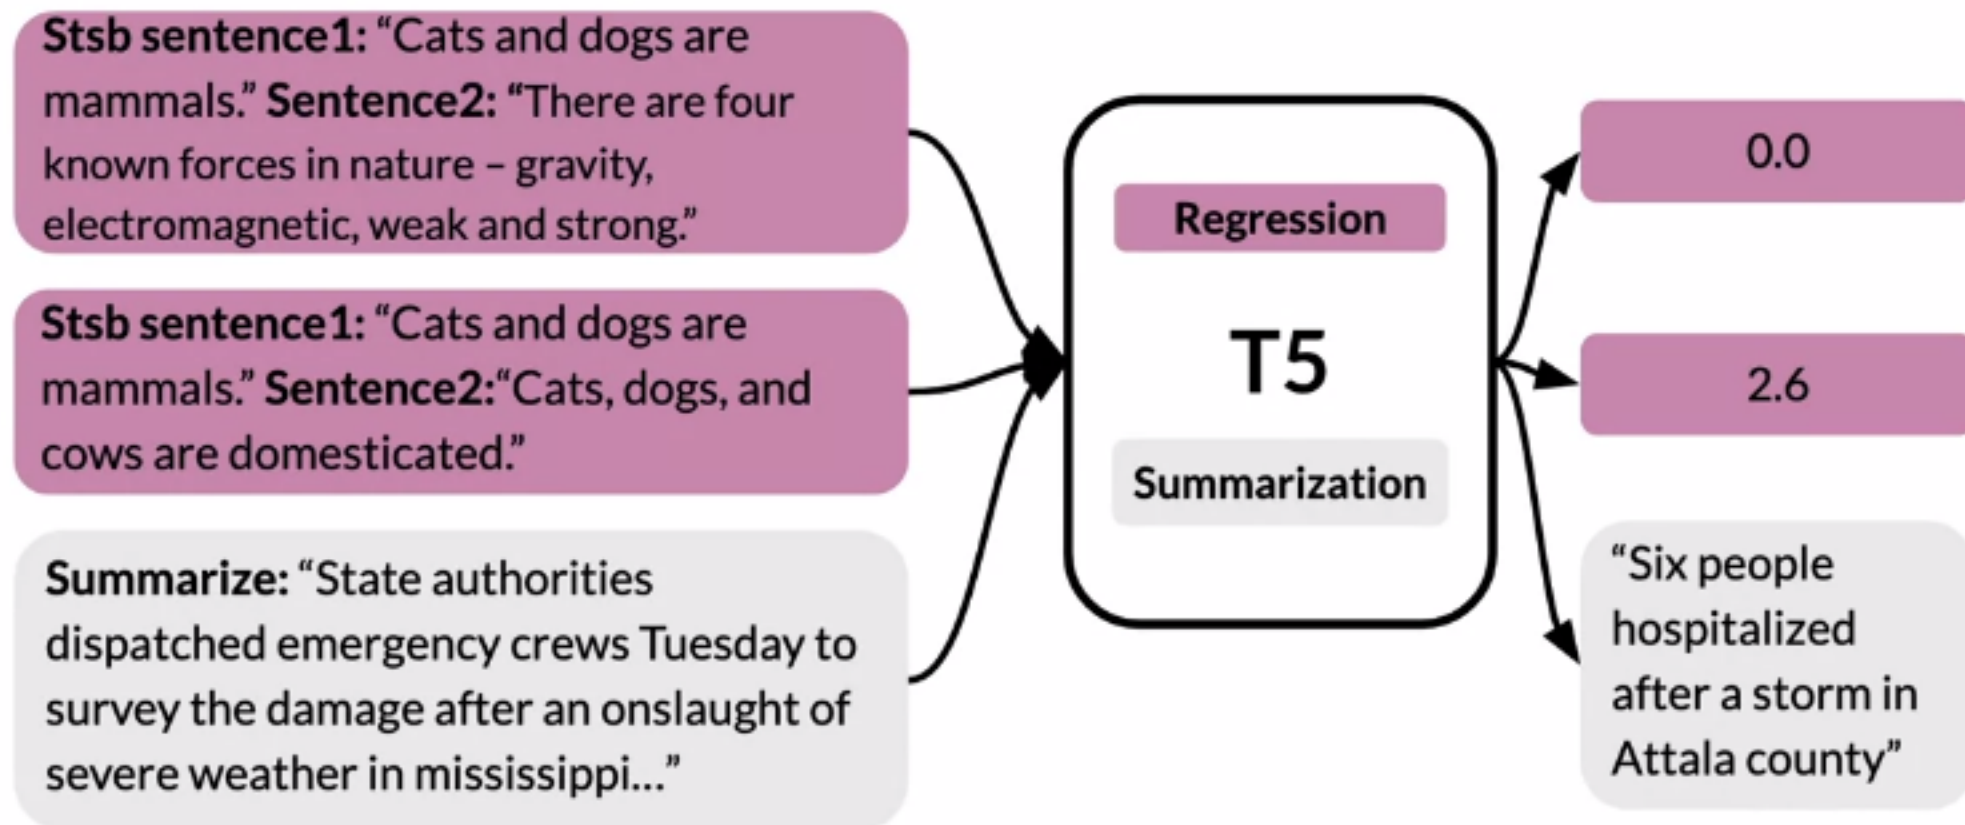 Stsb sentence1: “Cats and dogs are
mammals.” Sentence2: “There are four
known forces in nature – gravity,
electromagnetic, weak and strong.”
Stsb sentence1: “Cats and dogs are
mammals.” Sentence2:“Cats, dogs, and
cows are domesticated.”
Summarize: “State authorities
dispatched emergency crews Tuesday to
survey the damage after an onslaught of
severe weather in mississippi...”
Regression
T5
Summarization
0.0
2.6
“Six people
hospitalized
after a storm in
Attala county”